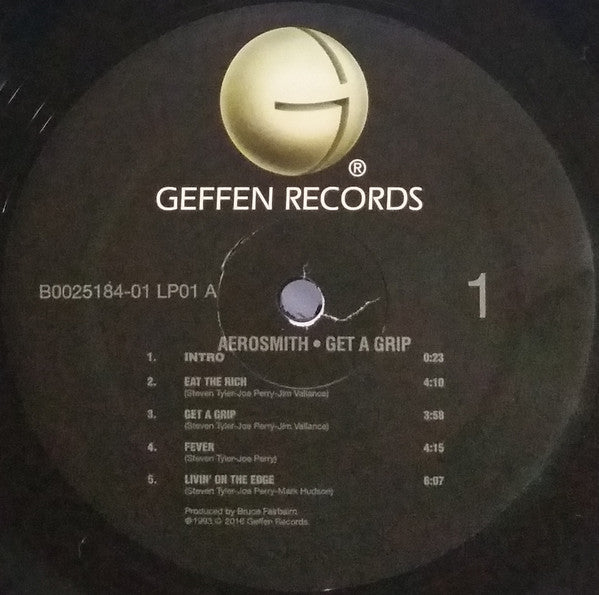 ®
GEFFEN RECORDS
B0025184-01 LP01 A
1
AEROSMITH • GET A GRIP
1. INTRO 0:23
2. EAT THE RICH 4:10
(Steven Tyler-Joe Perry-Jim Vallance)
3. GET A GRIP 3:58
(Steven Tyler-Joe Perry-Jim Vallance)
4. FEVER 4:15
(Steven Tyler-Joe Perry)
5. LIVIN' ON THE EDGE 6:07
(Steven Tyler-Joe Perry-Mark Hudson)
Produced by Bruce Fairbairn.
℗1993 © 2016 Geffen Records.